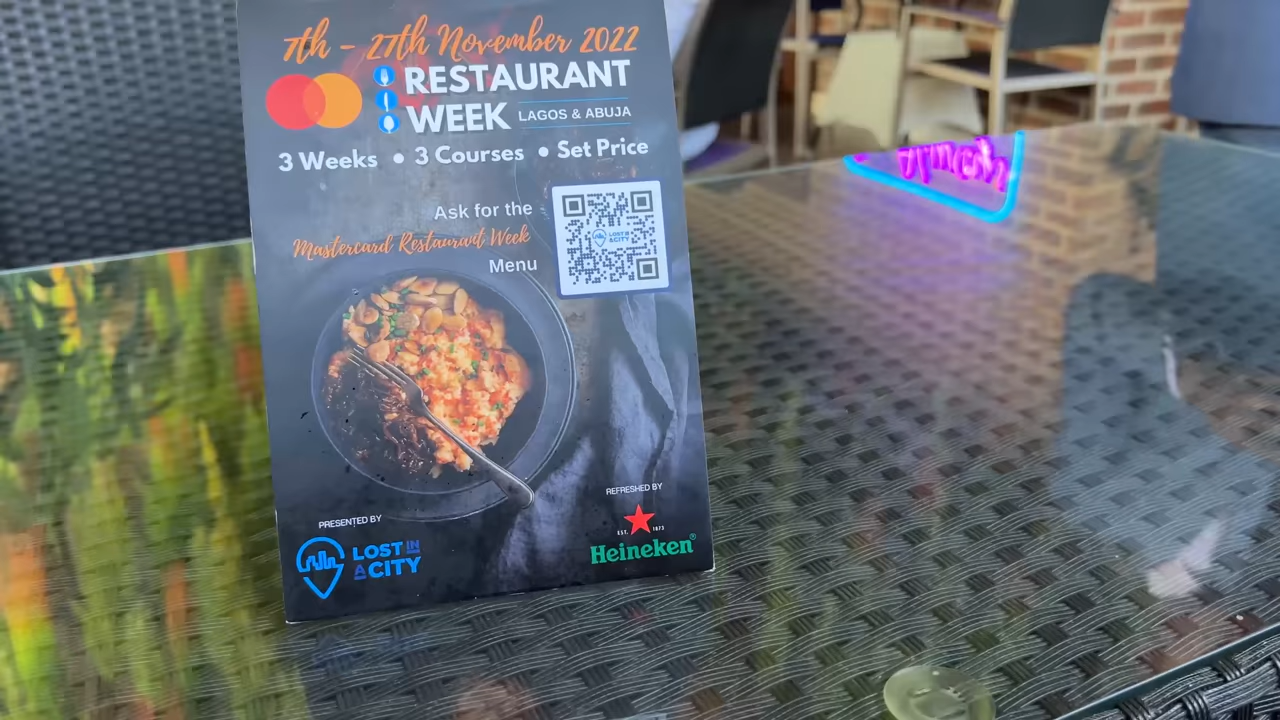 7th - 27th November 2022
RESTAURANT
WEEK LAGOS & ABUJA
3 Weeks • 3 Courses • Set Price
Ask for the
Mastercard Restaurant Week
Menu
LOST IN
A CITY
PRESENTED BY
LOST IN
A CITY
REFRESHED BY
EST. 1873
Heineken®